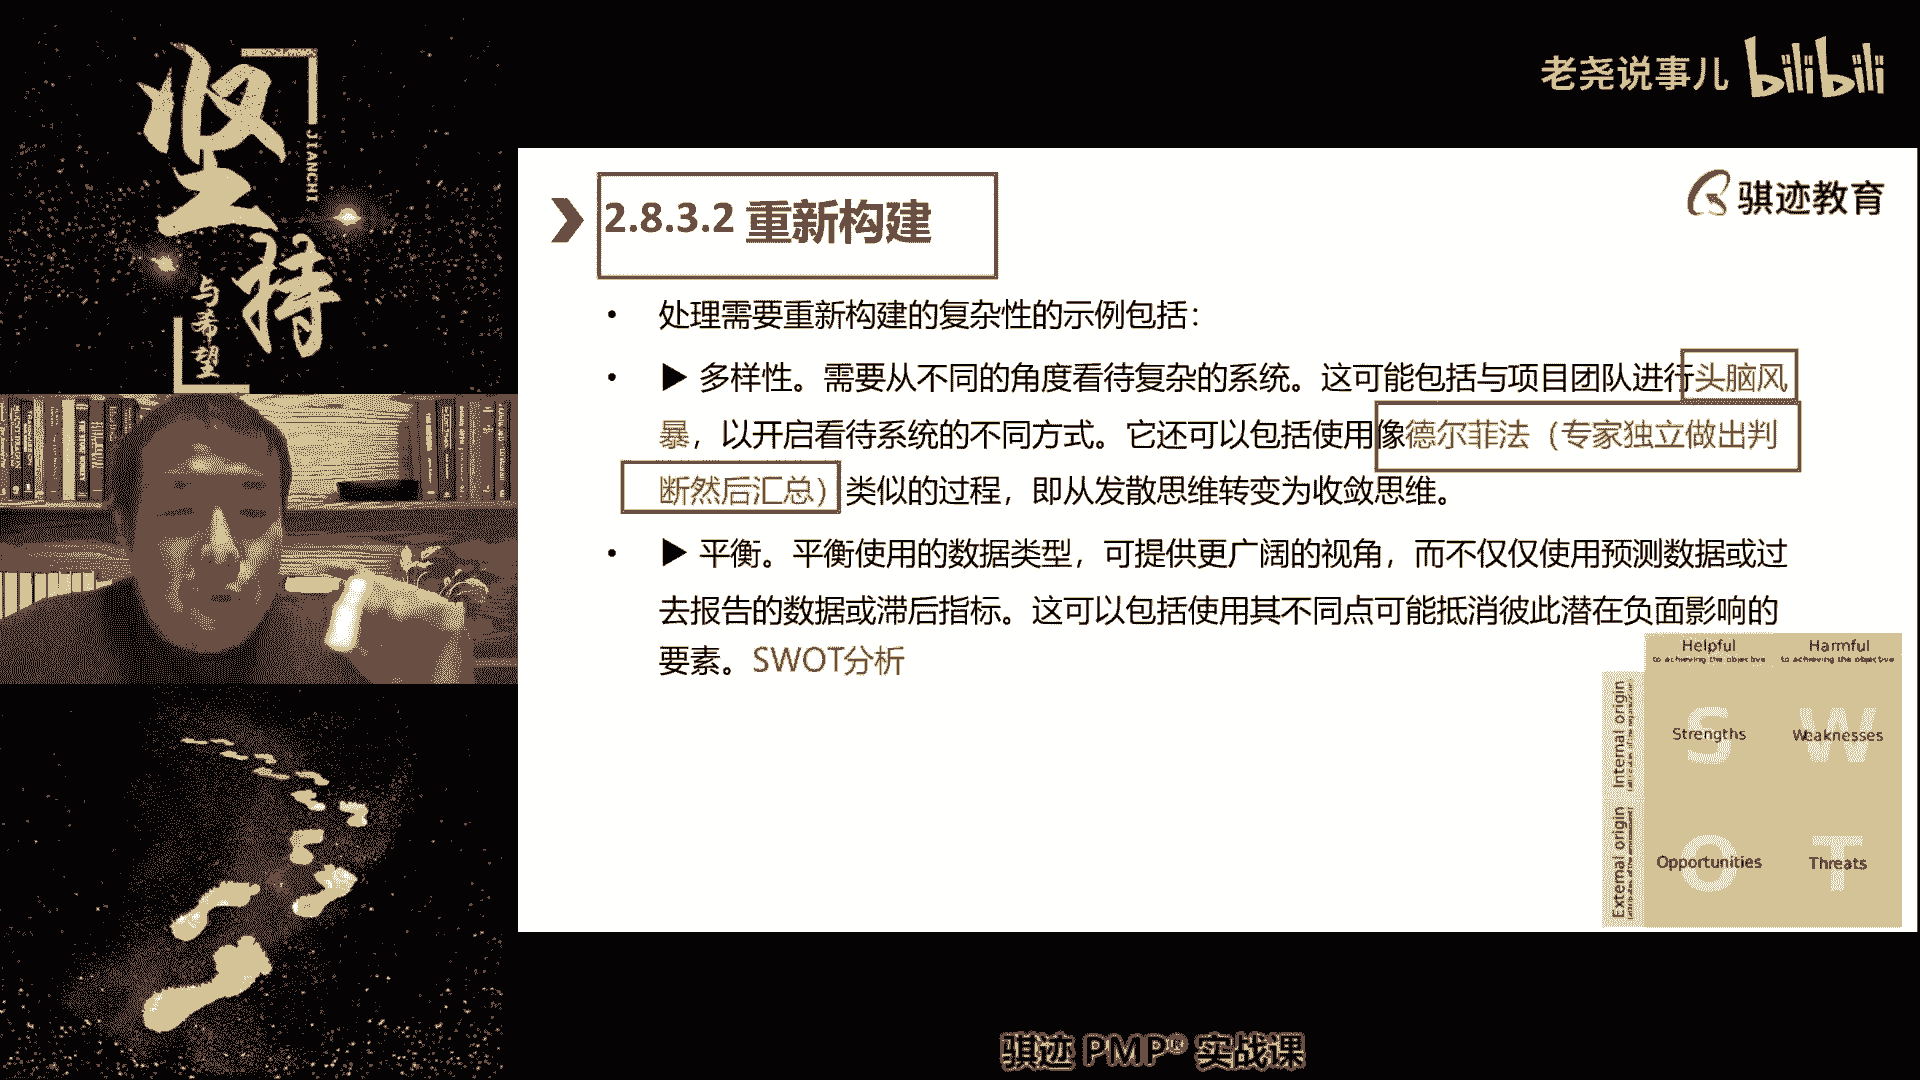 坚持
JIANCHI
与希望
老尧说事儿 bilibili
骐迹教育
2.8.3.2 重新构建
• 处理需要重新构建的复杂性的示例包括：
• ▶ 多样性。需要从不同的角度看待复杂的系统。这可能包括与项目团队进行头脑风
暴，以开启看待系统的不同方式。它还可以包括使用像德尔菲法（专家独立做出判
断然后汇总）类似的过程，即从发散思维转变为收敛思维。
• ▶ 平衡。平衡使用的数据类型，可提供更广阔的视角，而不仅仅使用预测数据或过
去报告的数据或滞后指标。这可以包括使用其不同点可能抵消彼此潜在负面影响的
要素。SWOT分析
Helpful
to achieving the objective
Harmful
to achieving the objective
Internal origin
S
Strengths
W
Weaknesses
External origin
O
Opportunities
T
Threats
骐迹 PMP® 实战课